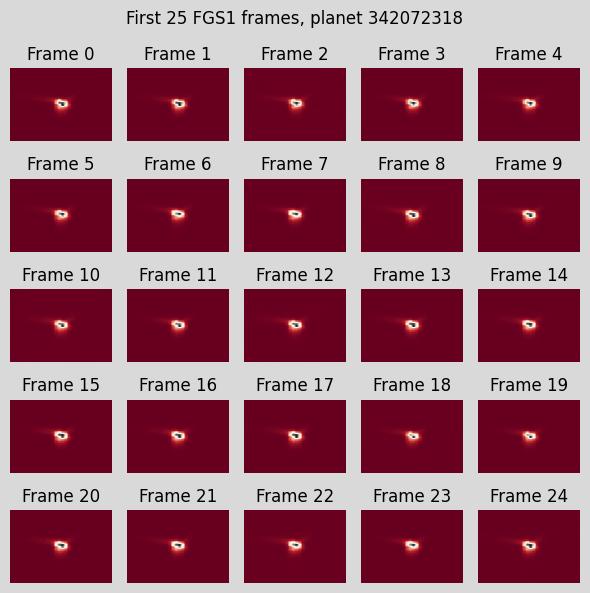 First 25 FGS1 frames, planet 342072318
Frame 0 Frame 1 Frame 2 Frame 3 Frame 4
Frame 5 Frame 6 Frame 7 Frame 8 Frame 9
Frame 10 Frame 11 Frame 12 Frame 13 Frame 14
Frame 15 Frame 16 Frame 17 Frame 18 Frame 19
Frame 20 Frame 21 Frame 22 Frame 23 Frame 24